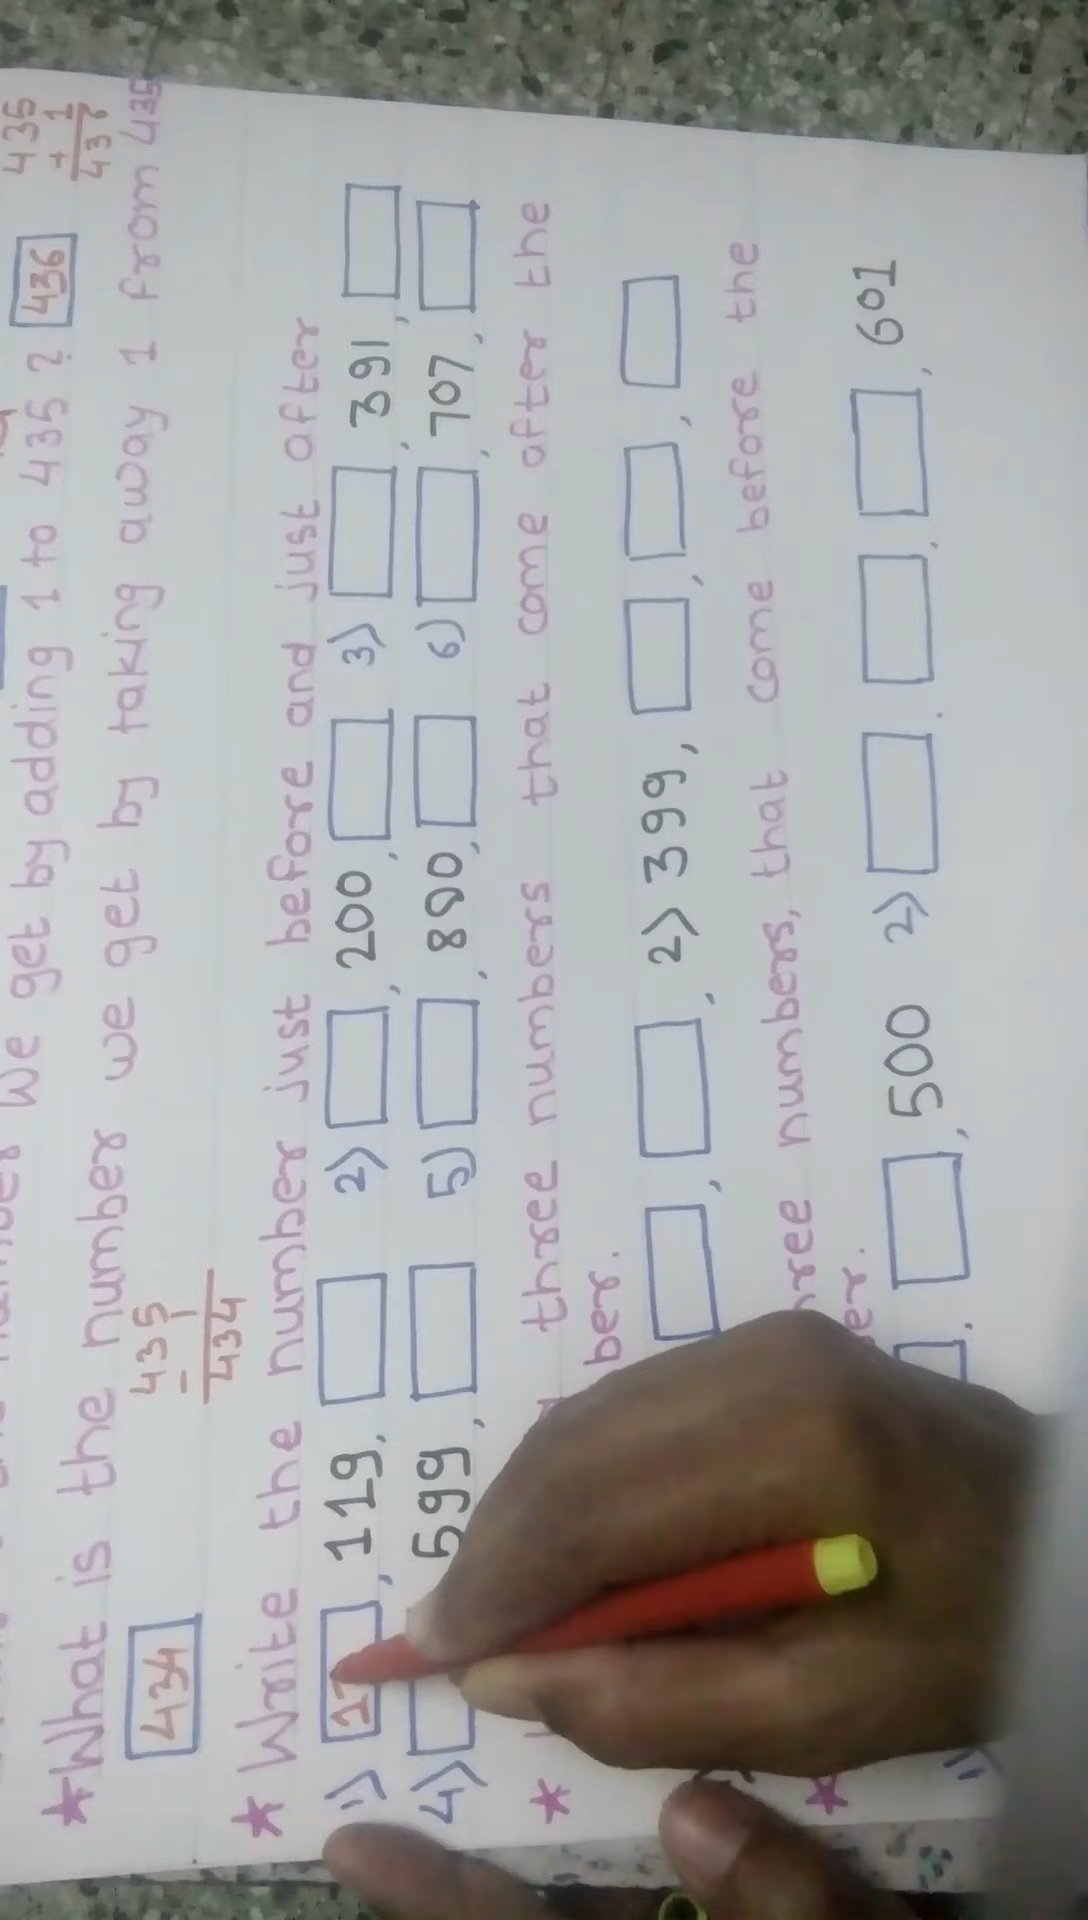 We get by adding 1 to 435 ? 436
435
+ 1
436
*What is the number we get by taking away 1 from 435
434
435
- 1
434
* Write the number just before and just after
1) , 119, 2) , 200, 3) , 391,
4) 599, 5) , 800, 6) , 707,
* three numbers that come after the
ber.
, , 2) 399, , ,
* numbers, that come before the
er.
1) . , 500 2) . . , 601